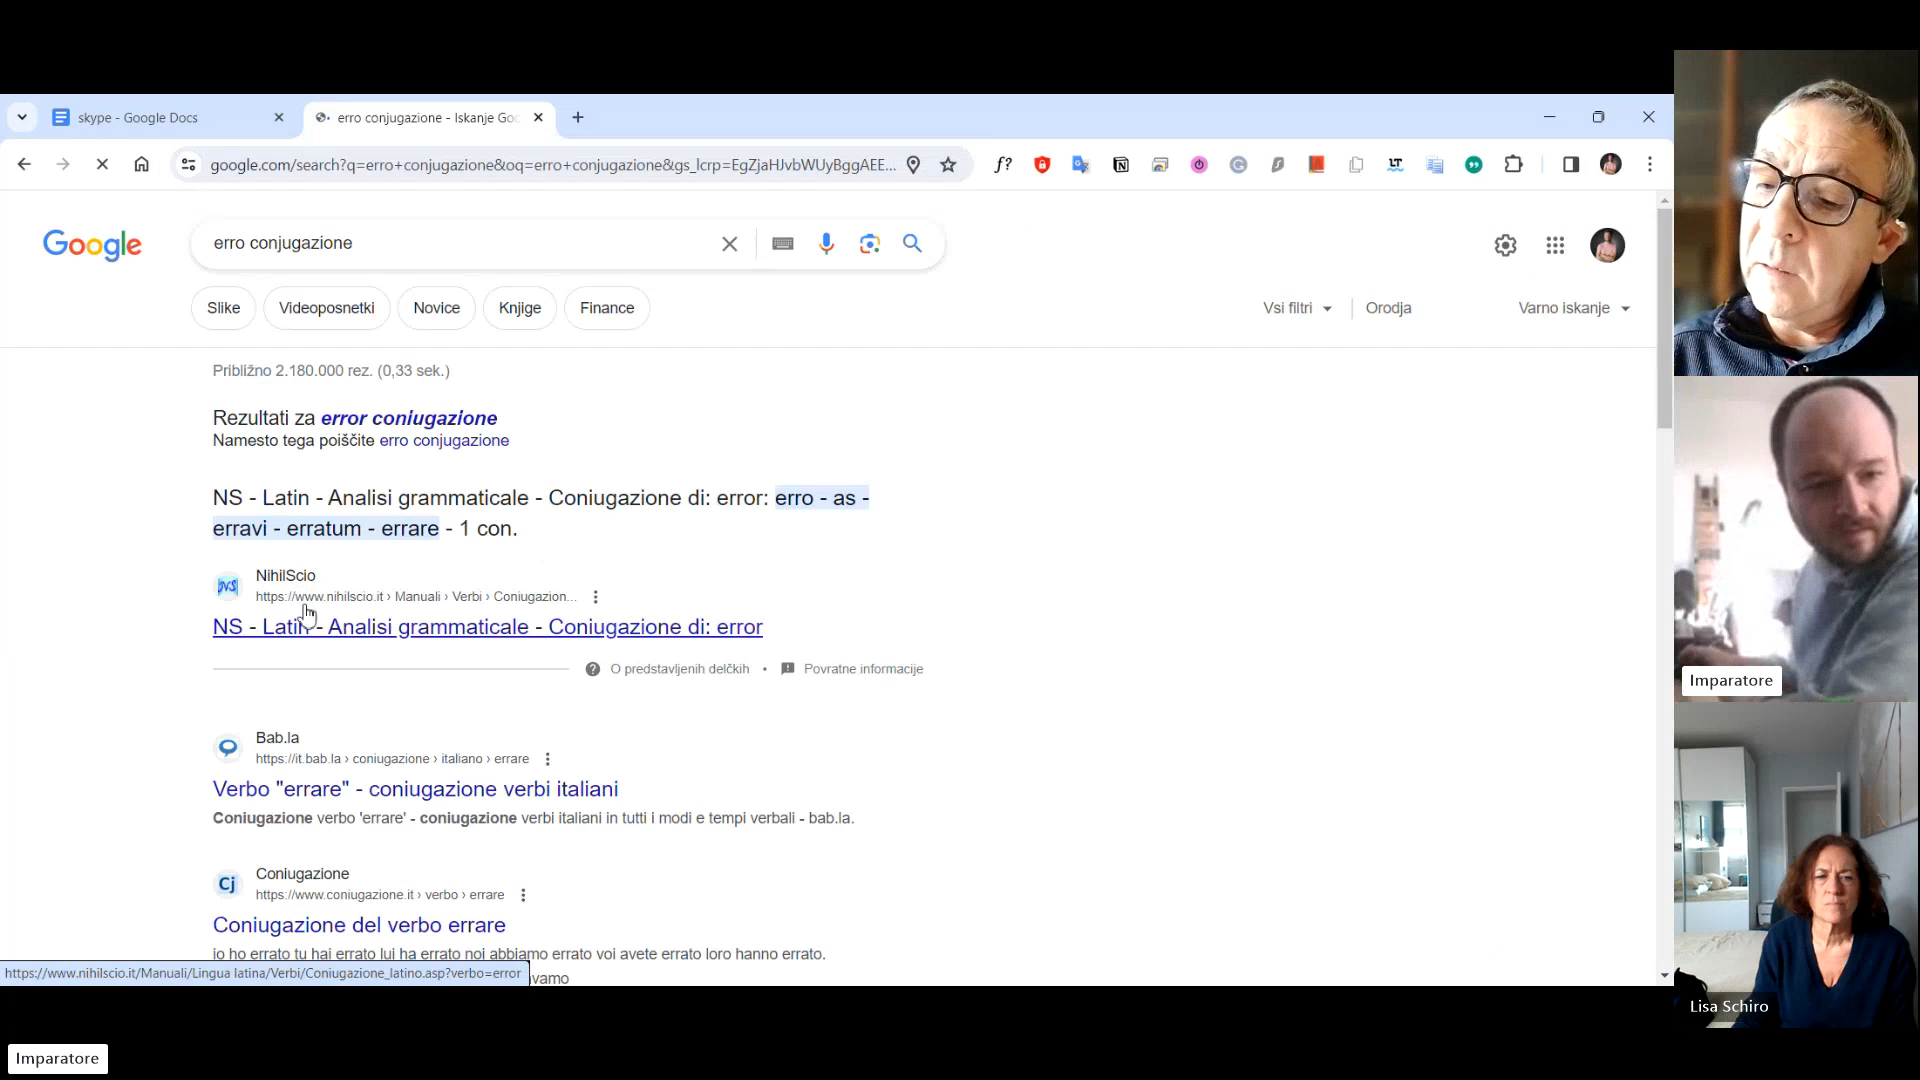 skype - Google Docs
erro conjugazione - Iskanje Goo
google.com/search?q=erro+conjugazione&oq=erro+conjugazione&gs_lcrp=EgZjaHJvbWUyBggAEE...
Google
erro conjugazione
Slike
Videoposnetki
Novice
Knjige
Finance
Vsi filtri
Orodja
Varno iskanje
Približno 2.180.000 rez. (0,33 sek.)
Rezultati za error coniugazione
Namesto tega poiščite erro conjugazione
NS - Latin - Analisi grammaticale - Coniugazione di: error: erro - as -
erravi - erratum - errare - 1 con.
NihilScio
https://www.nihilscio.it › Manuali › Verbi › Coniugazion...
NS - Latin - Analisi grammaticale - Coniugazione di: error
O predstavljenih delčkih • Povratne informacije
Bab.la
https://it.bab.la › coniugazione › italiano › errare
Verbo "errare" - coniugazione verbi italiani
Coniugazione verbo 'errare' - coniugazione verbi italiani in tutti i modi e tempi verbali - bab.la.
Cj
Coniugazione
https://www.coniugazione.it › verbo › errare
Coniugazione del verbo errare
io ho errato tu hai errato lui ha errato noi abbiamo errato voi avete errato loro hanno errato.
vamo
https://www.nihilscio.it/Manuali/Lingua latina/Verbi/Coniugazione_latino.asp?verbo=error
Imparatore
Lisa Schiro
Imparatore